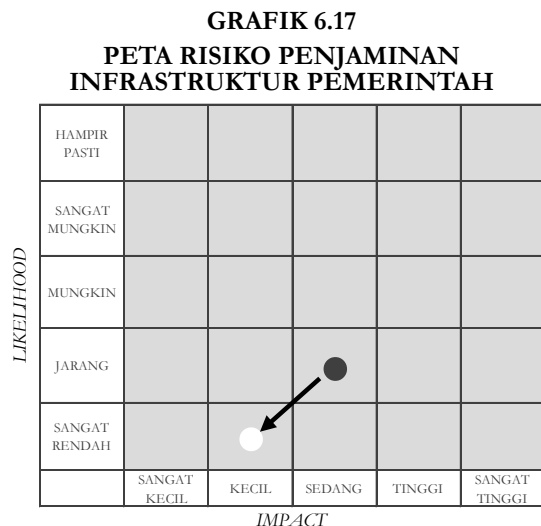 GRAFIK 6.17
PETA RISIKO PENJAMINAN
INFRASTRUKTUR PEMERINTAH
LIKELIHOOD
HAMPIR
PASTI
SANGAT
MUNGKIN
MUNGKIN
JARANG
SANGAT
RENDAH
SANGAT
KECIL
KECIL
SEDANG
TINGGI
SANGAT
TINGGI
IMPACT